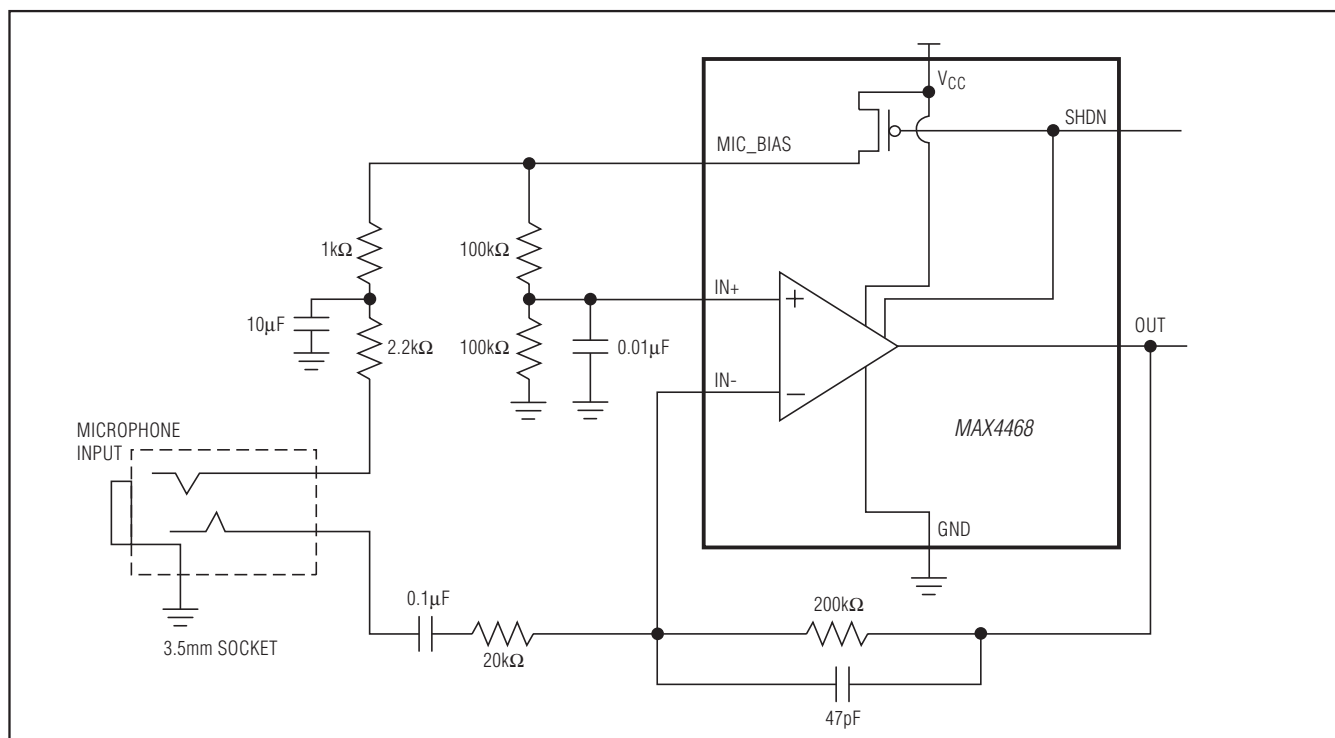 VCC
SHDN
MIC_BIAS
1kΩ
100kΩ
IN+
+
10µF
2.2kΩ
100kΩ
0.01µF
OUT
IN-
−
MAX4468
MICROPHONE
INPUT
GND
0.1µF
200kΩ
3.5mm SOCKET
20kΩ
47pF